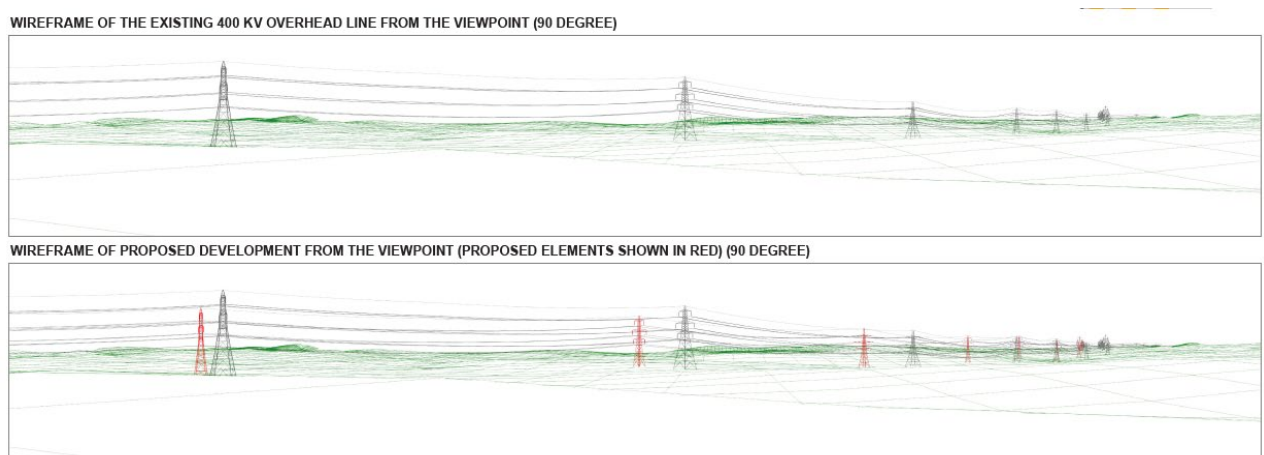 WIREFRAME OF THE EXISTING 400 KV OVERHEAD LINE FROM THE VIEWPOINT (90 DEGREE)
WIREFRAME OF PROPOSED DEVELOPMENT FROM THE VIEWPOINT (PROPOSED ELEMENTS SHOWN IN RED) (90 DEGREE)